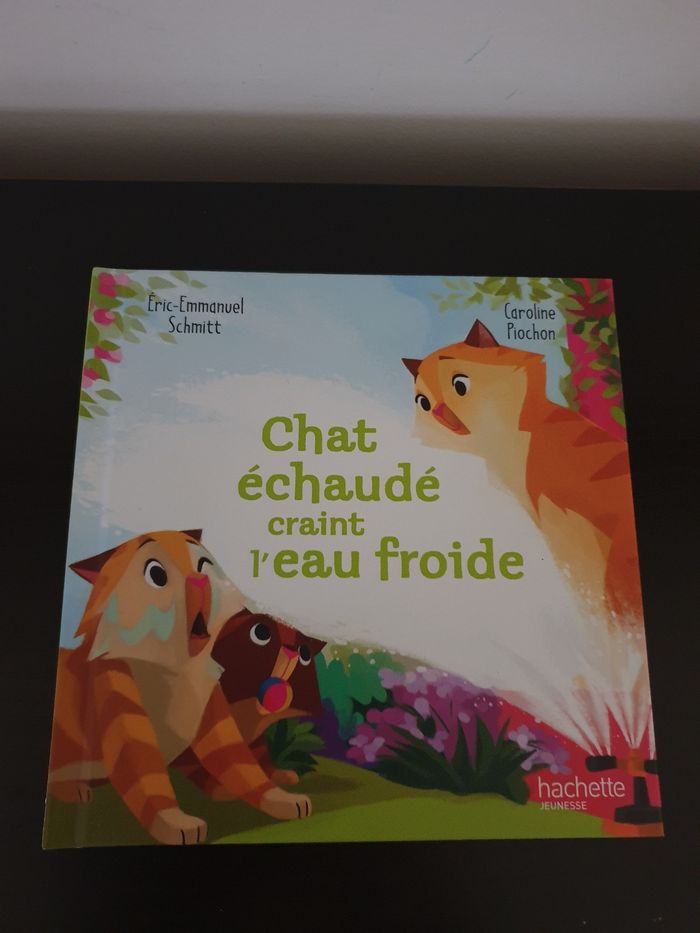 Éric-Emmanuel
Schmitt
Caroline
Piochon
Chat
échaudé
craint
l'eau froide
hachette
JEUNESSE